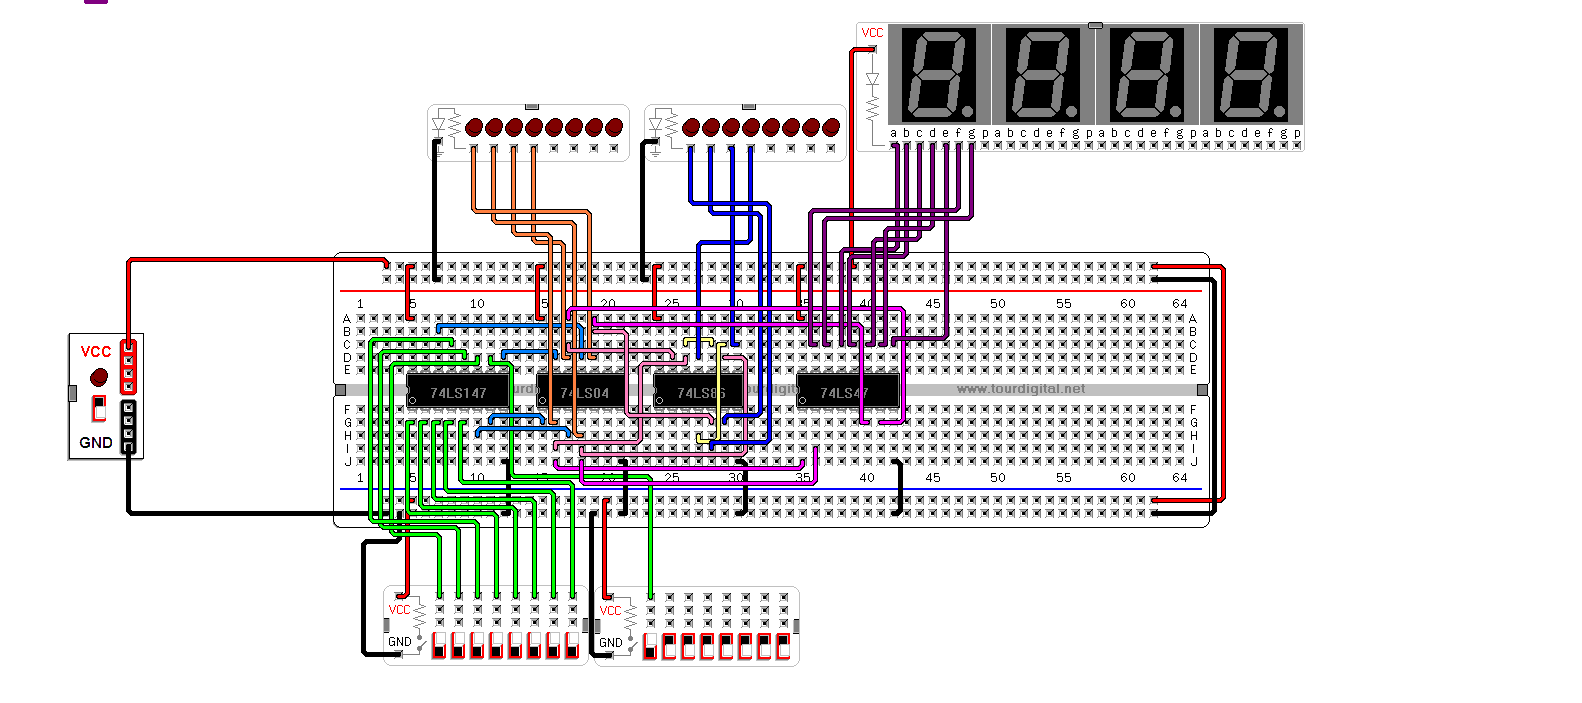 VCC
a b c d e f g p a b c d e f g p a b c d e f g p a b c d e f g p
1 5 10 15 20 25 30 35 40 45 50 55 60 64
A A
B B
C C
D D
E E
74LS147 74LS04 74LS86 74LS47 www.tourdigital.net
F F
G G
H H
I I
J J
1 5 10 15 20 25 30 35 40 45 50 55 60 64
VCC
GND
VCC
GND
VCC
GND